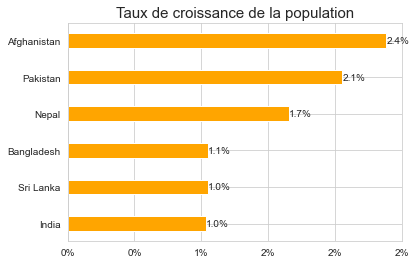 Taux de croissance de la population
Afghanistan 2.4%
Pakistan 2.1%
Nepal 1.7%
Bangladesh 1.1%
Sri Lanka 1.0%
India 1.0%
0% 0% 1% 2% 2% 2%